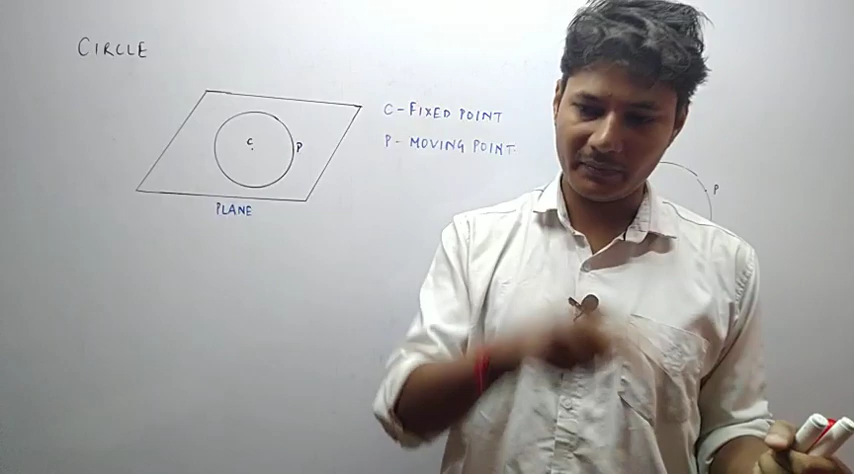 CIRCLE
C
P
PLANE
C - FIXED POINT
P - MOVING POINT
P